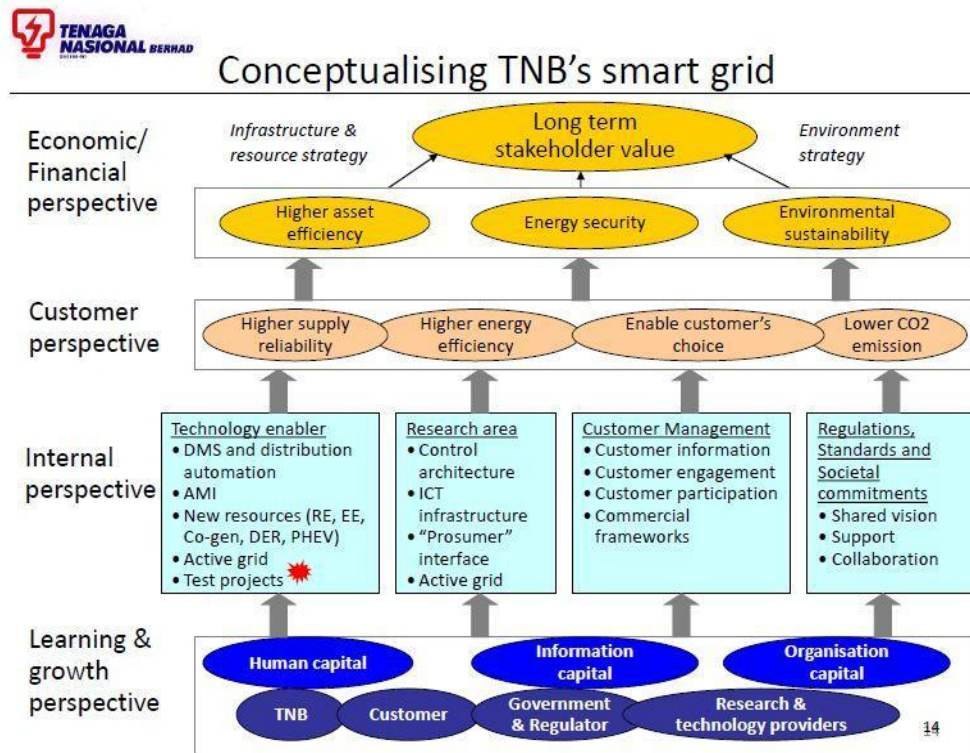 TENAGA
NASIONAL BERHAD
Conceptualising TNB's smart grid
Economic/
Financial
perspective
Infrastructure &
resource strategy
Long term
stakeholder value
Environment
strategy
Higher asset
efficiency
Energy security
Environmental
sustainability
Customer
perspective
Higher supply
reliability
Higher energy
efficiency
Enable customer's
choice
Lower CO2
emission
Internal
perspective
Technology enabler
• DMS and distribution
automation
• AMI
• New resources (RE, EE,
Co-gen, DER, PHEV)
• Active grid
• Test projects
Research area
• Control
architecture
• ICT
infrastructure
• "Prosumer"
interface
• Active grid
Customer Management
• Customer information
• Customer engagement
• Customer participation
• Commercial
frameworks
Regulations,
Standards and
Societal
commitments
• Shared vision
• Support
• Collaboration
Learning &
growth
perspective
Human capital
Information
capital
Organisation
capital
TNB
Customer
Government
& Regulator
Research &
technology providers
14